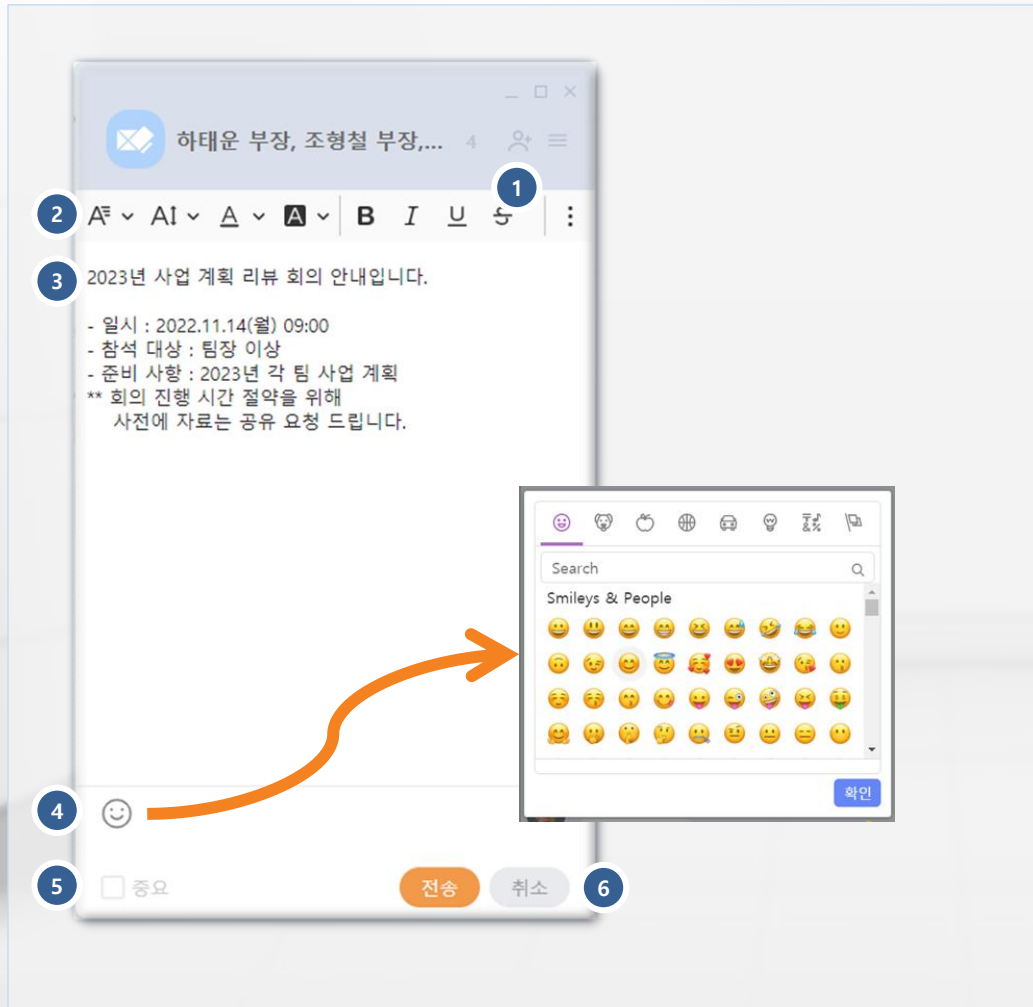 하태운 부장, 조형철 부장,... 4
1
2
B I U S
3
2023년 사업 계획 리뷰 회의 안내입니다.
- 일시 : 2022.11.14(월) 09:00
- 참석 대상 : 팀장 이상
- 준비 사항 : 2023년 각 팀 사업 계획
** 회의 진행 시간 절약을 위해
사전에 자료는 공유 요청 드립니다.
Search
Smileys & People
확인
4
5
중요
전송
취소
6